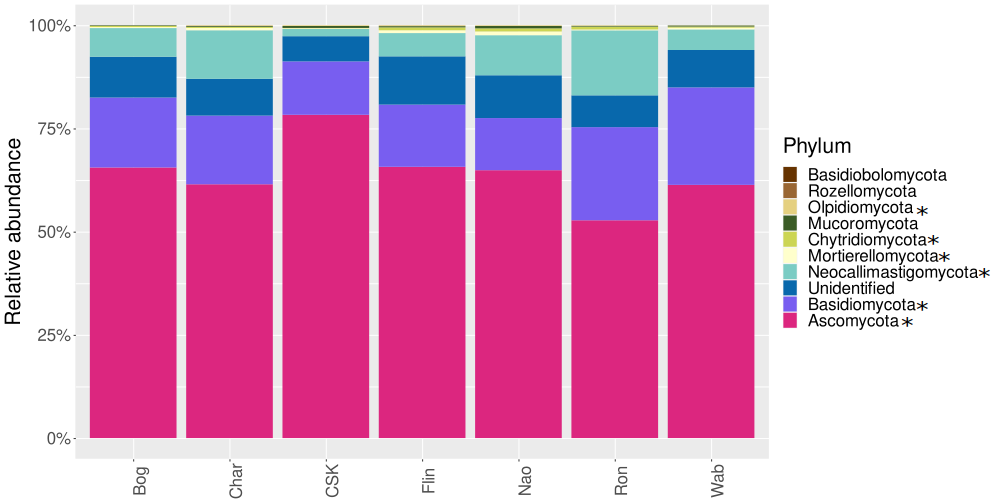 Relative abundance
100%
75%
50%
25%
0%
Bog
Char
CSK
Flin
Nao
Ron
Wab
Phylum
Basidiobolomycota
Rozellomycota
Olpidiomycota *
Mucoromycota
Chytridiomycota*
Mortierellomycota*
Neocallimastigomycota*
Unidentified
Basidiomycota*
Ascomycota *